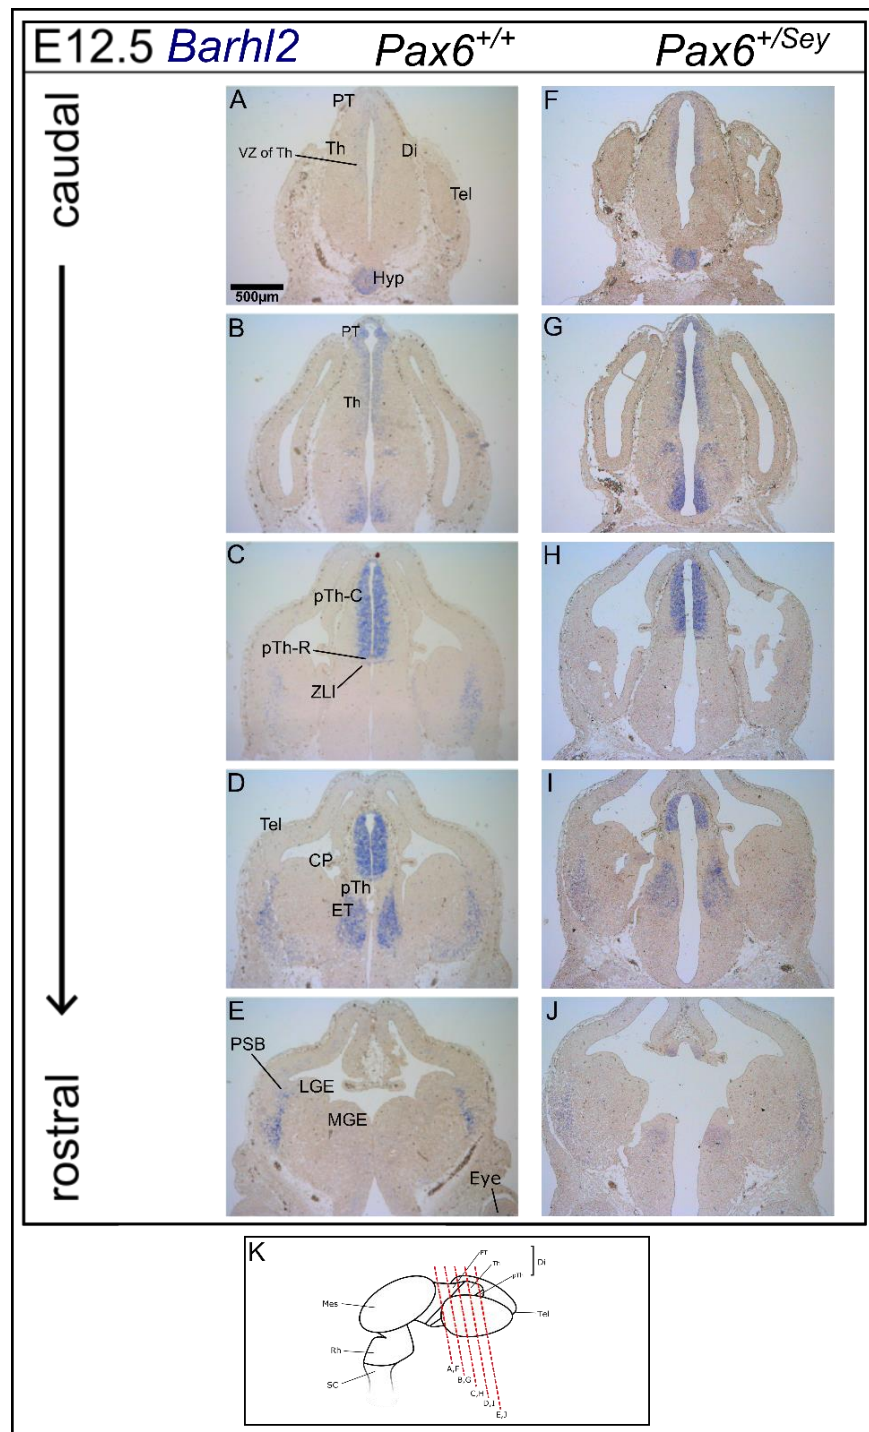 E12.5 Barhl2 Pax6+/+ Pax6+/Sey
caudal
rostral
A
PT
VZ of Th
Th
Di
Tel
Hyp
500µm
F
B
PT
Th
G
C
pTh-C
pTh-R
ZLI
H
D
Tel
CP
pTh
ET
I
E
PSB
LGE
MGE
Eye
J
K
PT
Th
pTh
Di
Mes
Tel
Rh
SC
A,F
B,G
C,H
D,I
E,J